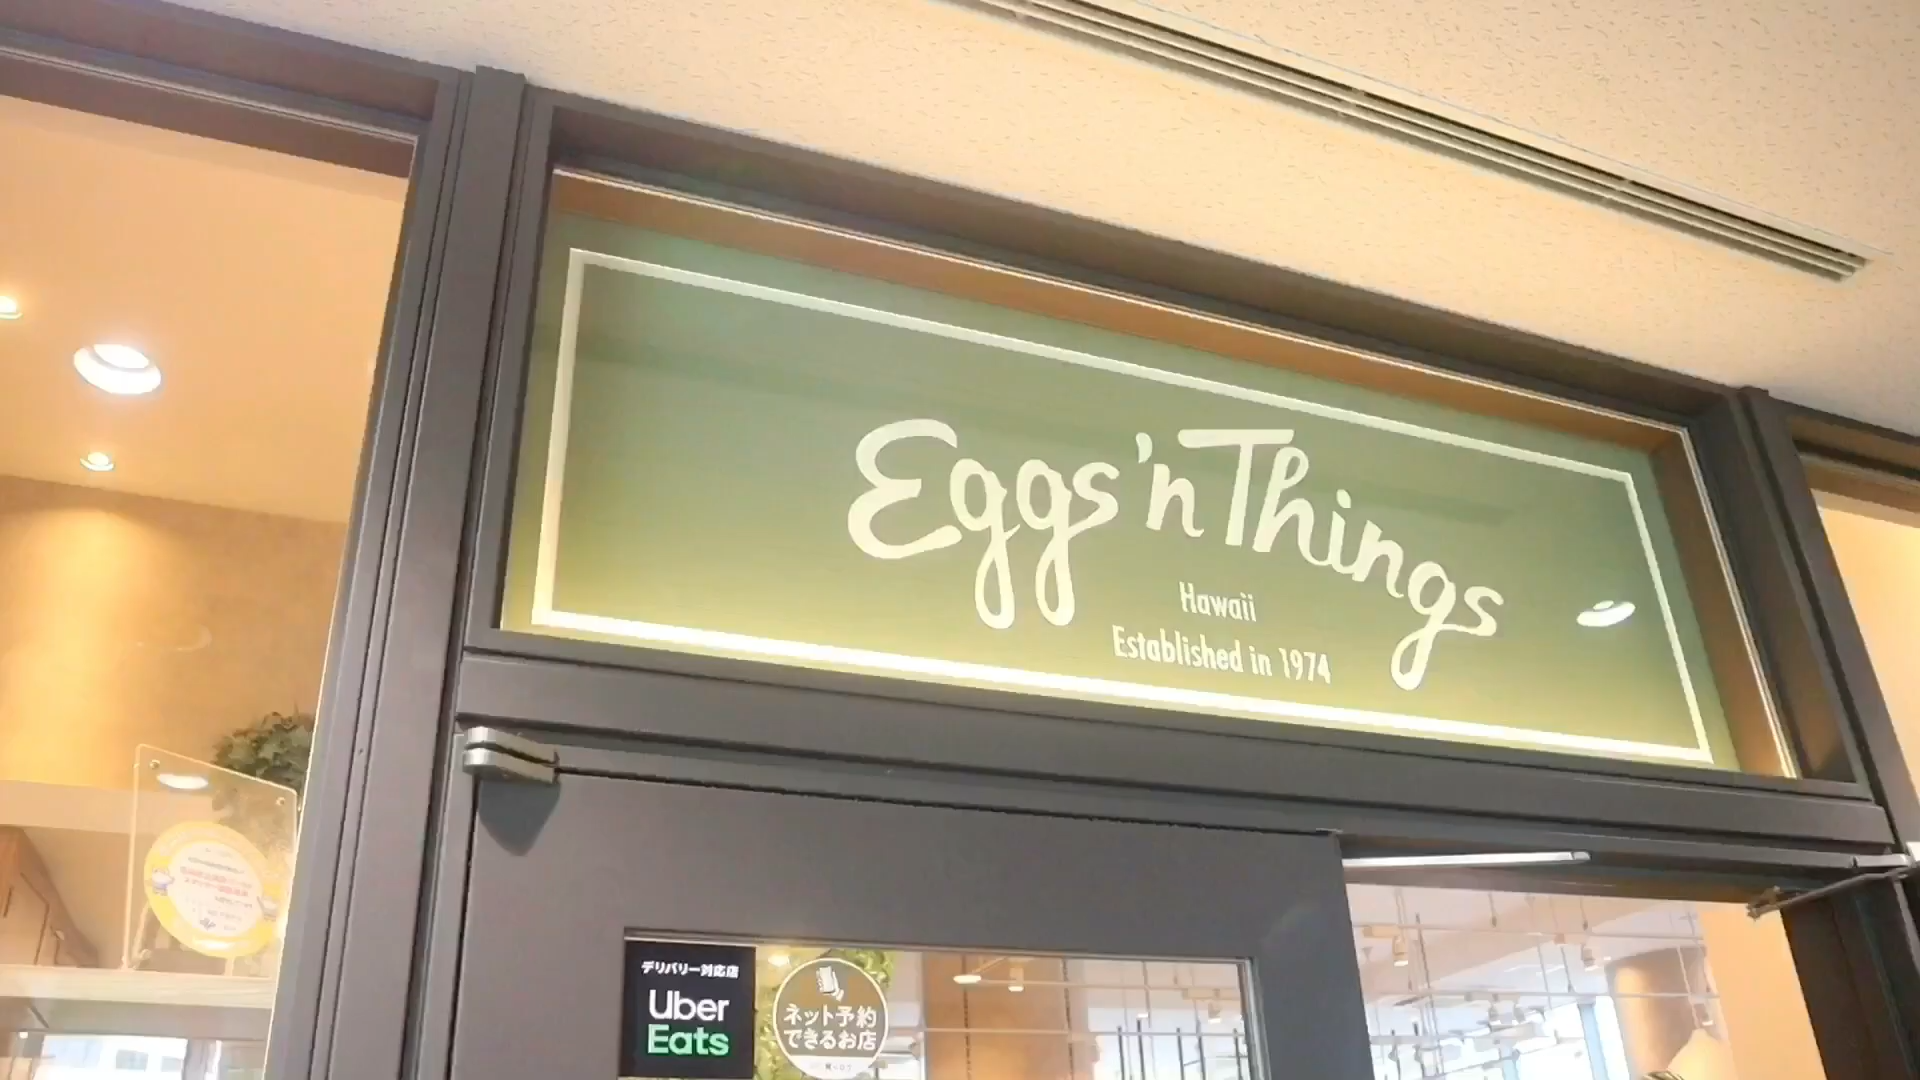 Eggs'n Things
Hawaii
Established in 1974
デリバリー対応店
Uber
Eats
ネット予約
できるお店